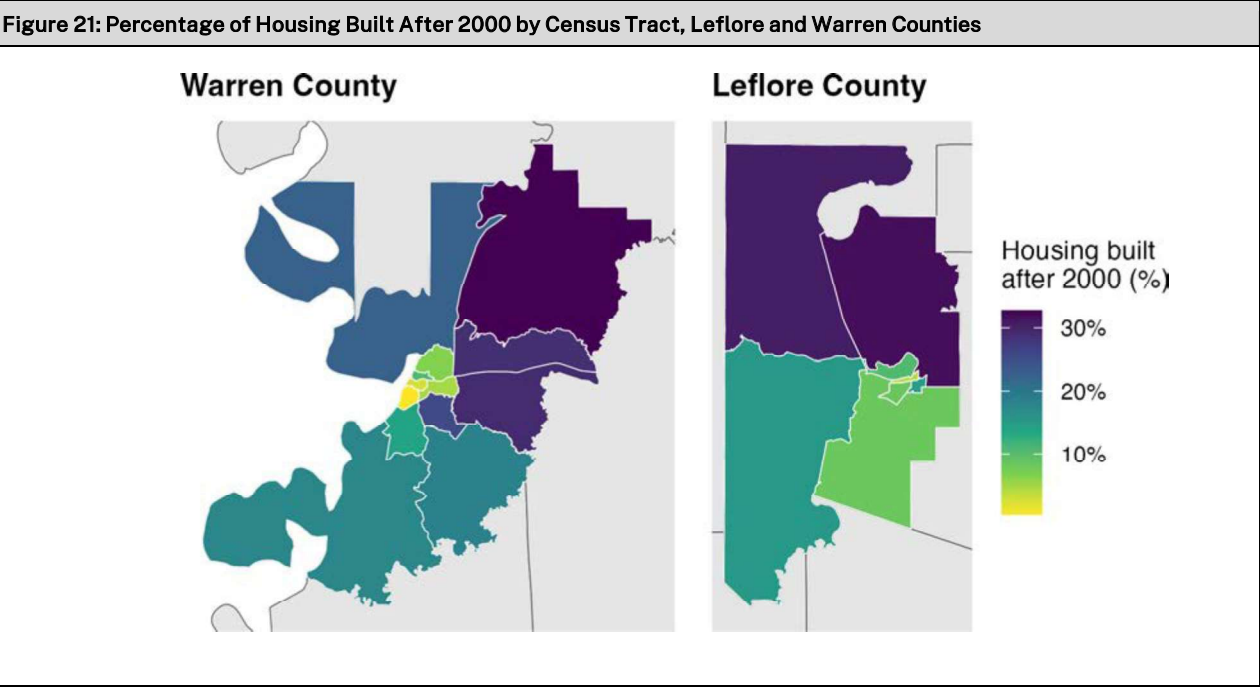 Figure 21: Percentage of Housing Built After 2000 by Census Tract, Leflore and Warren Counties
Warren County
Leflore County
Housing built
after 2000 (%)
30%
20%
10%